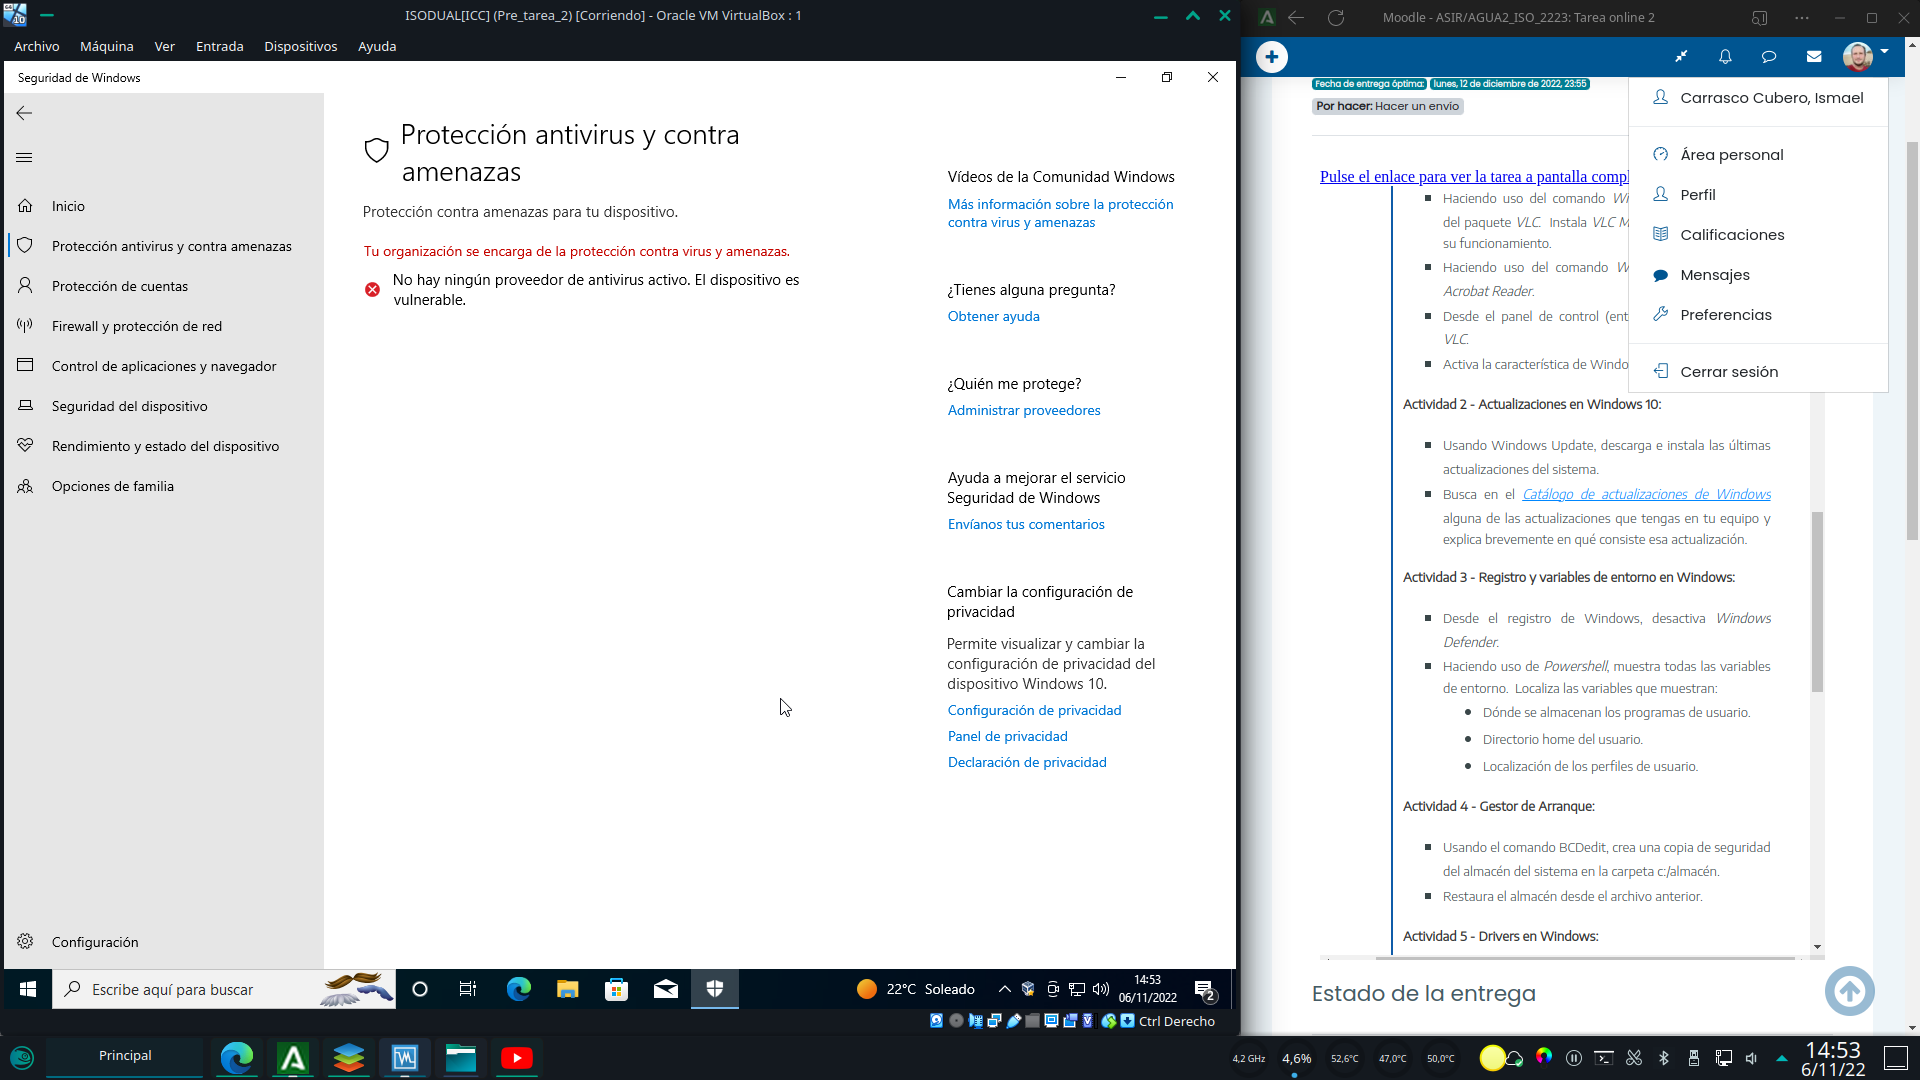 ISODUAL[ICC] (Pre_tarea_2) [Corriendo] - Oracle VM VirtualBox : 1
Archivo Máquina Ver Entrada Dispositivos Ayuda
Seguridad de Windows
Inicio
Protección antivirus y contra amenazas
Protección de cuentas
Firewall y protección de red
Control de aplicaciones y navegador
Seguridad del dispositivo
Rendimiento y estado del dispositivo
Opciones de familia
Configuración
Protección antivirus y contra
amenazas
Protección contra amenazas para tu dispositivo.
Tu organización se encarga de la protección contra virus y amenazas.
No hay ningún proveedor de antivirus activo. El dispositivo es
vulnerable.
Vídeos de la Comunidad Windows
Más información sobre la protección
contra virus y amenazas
¿Tienes alguna pregunta?
Obtener ayuda
¿Quién me protege?
Administrar proveedores
Ayuda a mejorar el servicio
Seguridad de Windows
Envíanos tus comentarios
Cambiar la configuración de
privacidad
Permite visualizar y cambiar la
configuración de privacidad del
dispositivo Windows 10.
Configuración de privacidad
Panel de privacidad
Declaración de privacidad
Escribe aquí para buscar
22°C Soleado
14:53
06/11/2022
2
Ctrl Derecho
Moodle - ASIR/AGUA2_ISO_2223: Tarea online 2
Fecha de entrega óptima: lunes, 12 de diciembre de 2022, 23:55
Por hacer: Hacer un envío
Carrasco Cubero, Ismael
Área personal
Perfil
Calificaciones
Mensajes
Preferencias
Cerrar sesión
Pulse el enlace para ver la tarea a pantalla compl
Haciendo uso del comando Wi
del paquete VLC. Instala VLC M
su funcionamiento.
Haciendo uso del comando W
Acrobat Reader.
Desde el panel de control (ent
VLC.
Activa la característica de Windo
Actividad 2 - Actualizaciones en Windows 10:
Usando Windows Update, descarga e instala las últimas
actualizaciones del sistema.
Busca en el Catálogo de actualizaciones de Windows
alguna de las actualizaciones que tengas en tu equipo y
explica brevemente en qué consiste esa actualización.
Actividad 3 - Registro y variables de entorno en Windows:
Desde el registro de Windows, desactiva Windows
Defender.
Haciendo uso de Powershell, muestra todas las variables
de entorno. Localiza las variables que muestran:
Dónde se almacenan los programas de usuario.
Directorio home del usuario.
Localización de los perfiles de usuario.
Actividad 4 - Gestor de Arranque:
Usando el comando BCDedit, crea una copia de seguridad
del almacén del sistema en la carpeta c:/almacén.
Restaura el almacén desde el archivo anterior.
Actividad 5 - Drivers en Windows:
Estado de la entrega
Principal
4,2 GHz 4,6% 52,6°C 47,0°C 50,0°C
14:53
6/11/22